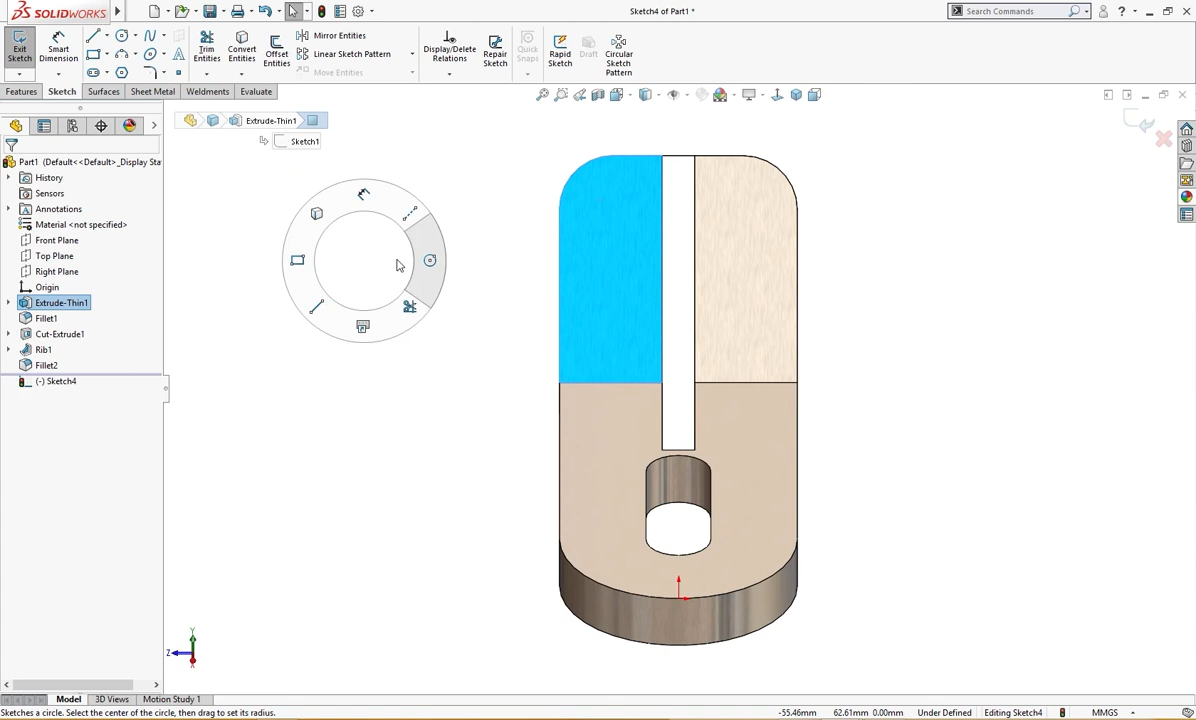 SOLIDWORKS
Sketch4 of Part1 *
Search Commands
?
Exit Sketch
Smart Dimension
Trim Entities
Convert Entities
Offset Entities
Mirror Entities
Linear Sketch Pattern
Move Entities
Display/Delete Relations
Repair Sketch
Quick Snaps
Rapid Sketch
Draft
Circular Sketch Pattern
Features
Sketch
Surfaces
Sheet Metal
Weldments
Evaluate
Extrude-Thin1
Sketch1
Part1 (Default<<Default>_Display Sta
History
Sensors
Annotations
Material <not specified>
Front Plane
Top Plane
Right Plane
Origin
Extrude-Thin1
Fillet1
Cut-Extrude1
Rib1
Fillet2
(-) Sketch4
Y
Z
Model
3D Views
Motion Study 1
Sketches a circle. Select the center of the circle, then drag to set its radius.
-55.46mm
62.61mm 0.00mm
Under Defined
Editing Sketch4
MMGS